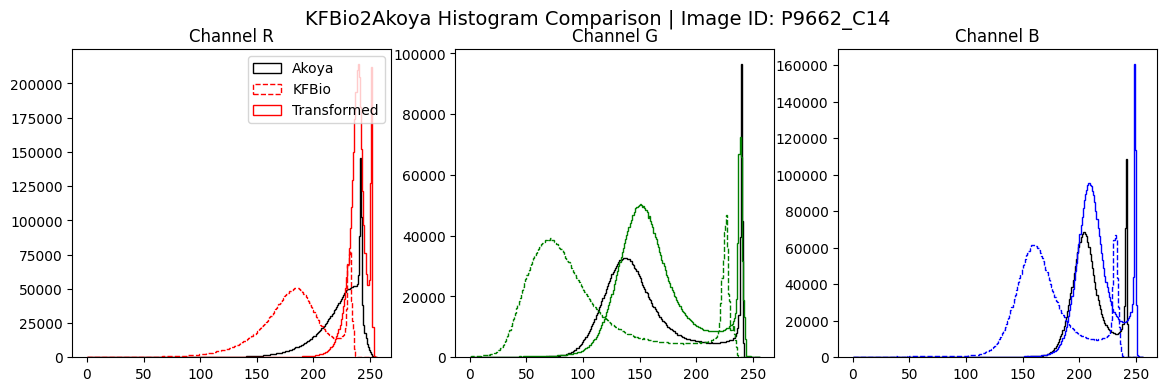 KFBio2Akoya Histogram Comparison | Image ID: P9662_C14
Channel R
Channel G
Channel B
Akoya
KFBio
Transformed
200000
175000
150000
125000
100000
75000
50000
25000
0
0 50 100 150 200 250
100000
80000
60000
40000
20000
0
0 50 100 150 200 250
160000
140000
120000
100000
80000
60000
40000
20000
0
0 50 100 150 200 250